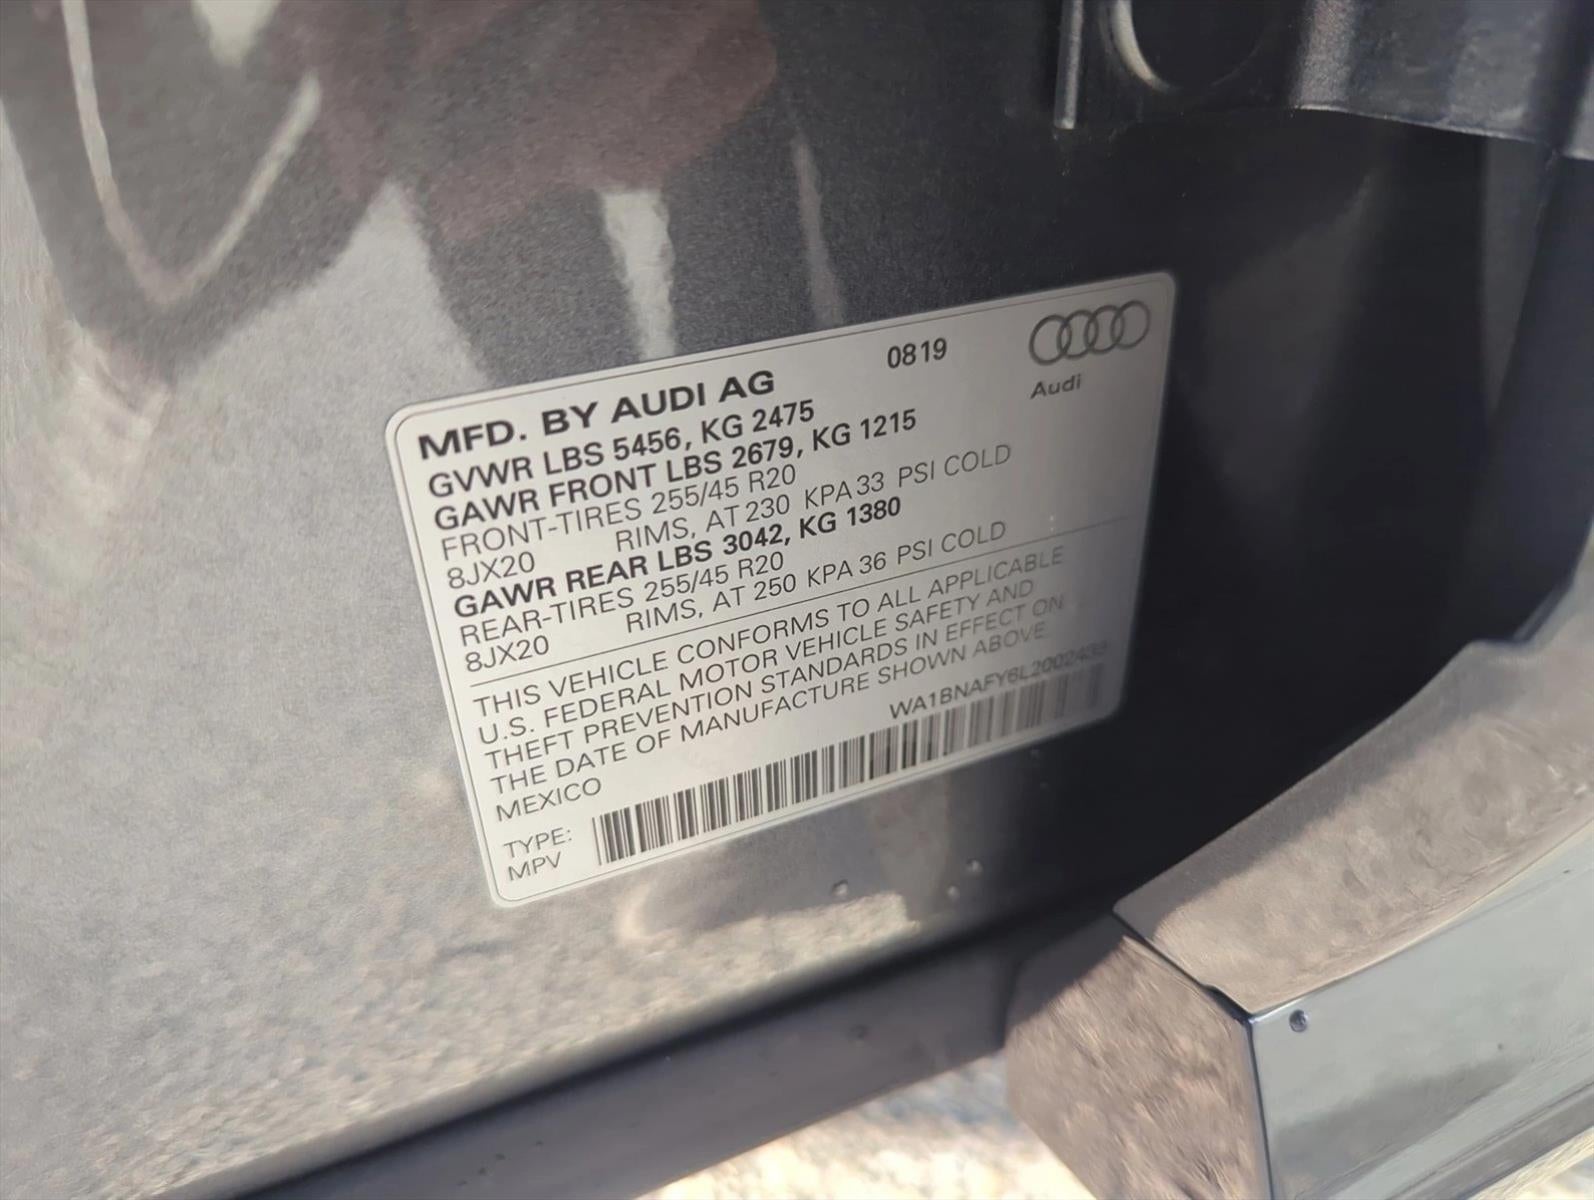 0819
Audi
MFD. BY AUDI AG
GVWR LBS 5456, KG 2475
GAWR FRONT LBS 2679, KG 1215
FRONT-TIRES 255/45 R20
8JX20 RIMS, AT 230 KPA 33 PSI COLD
GAWR REAR LBS 3042, KG 1380
REAR-TIRES 255/45 R20
8JX20 RIMS, AT 250 KPA 36 PSI COLD
THIS VEHICLE CONFORMS TO ALL APPLICABLE
U.S. FEDERAL MOTOR VEHICLE SAFETY AND
THEFT PREVENTION STANDARDS IN EFFECT ON
THE DATE OF MANUFACTURE SHOWN ABOVE.
MEXICO
TYPE:
MPV